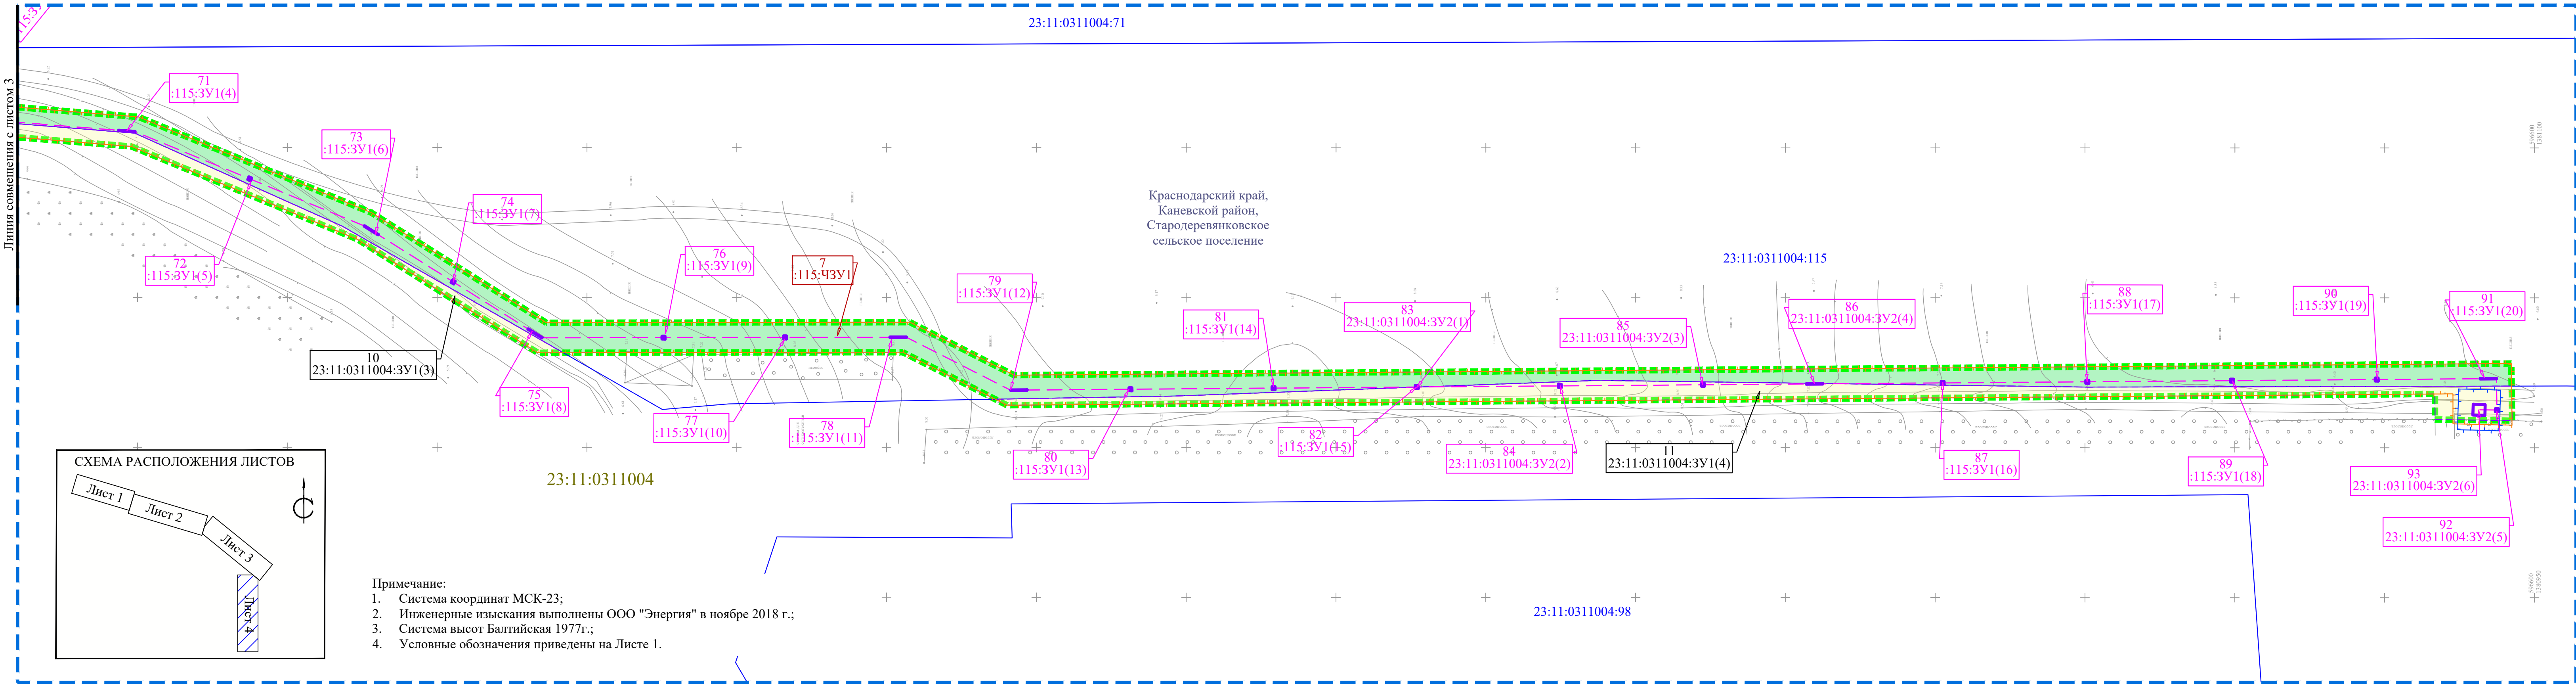 :115:З
23:11:0311004:71
Линия совмещения с листом 3
71
:115:ЗУ1(4)
73
:115:ЗУ1(6)
74
:115:ЗУ1(7)
72
:115:ЗУ1(5)
76
:115:ЗУ1(9)
7
:115:ЧЗУ1
10
23:11:0311004:ЗУ1(3)
75
:115:ЗУ1(8)
77
:115:ЗУ1(10)
78
:115:ЗУ1(11)
79
:115:ЗУ1(12)
Краснодарский край,
Каневской район,
Стародеревянковское
сельское поселение
23:11:0311004:115
81
:115:ЗУ1(14)
83
23:11:0311004:ЗУ2(1)
85
23:11:0311004:ЗУ2(3)
86
23:11:0311004:ЗУ2(4)
88
:115:ЗУ1(17)
90
:115:ЗУ1(19)
91
:115:ЗУ1(20)
80
:115:ЗУ1(13)
82
:115:ЗУ1(15)
84
23:11:0311004:ЗУ2(2)
11
23:11:0311004:ЗУ1(4)
87
:115:ЗУ1(16)
89
:115:ЗУ1(18)
93
23:11:0311004:ЗУ2(6)
92
23:11:0311004:ЗУ2(5)
23:11:0311004
23:11:0311004:98
СХЕМА РАСПОЛОЖЕНИЯ ЛИСТОВ
Лист 1
Лист 2
Лист 3
Лист 4
С
Примечание:
1. Система координат МСК-23;
2. Инженерные изыскания выполнены ООО "Энергия" в ноябре 2018 г.;
3. Система высот Балтийская 1977г.;
4. Условные обозначения приведены на Листе 1.